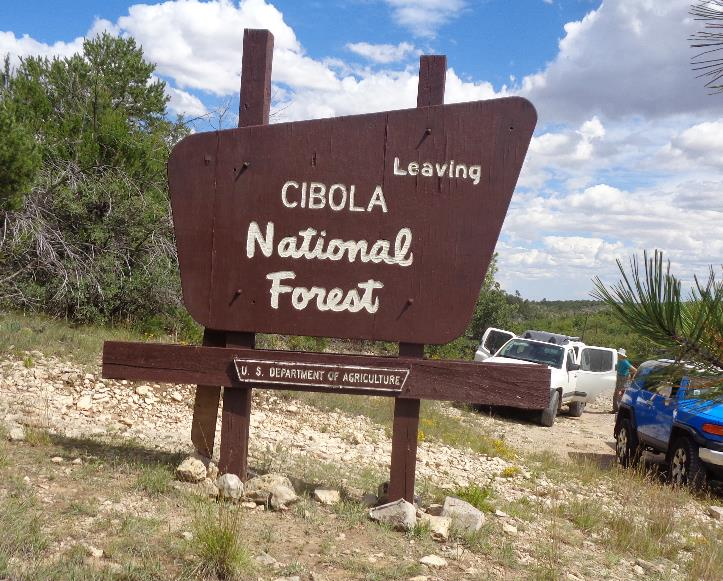 Leaving
CIBOLA
National
Forest
U. S. DEPARTMENT OF AGRICULTURE